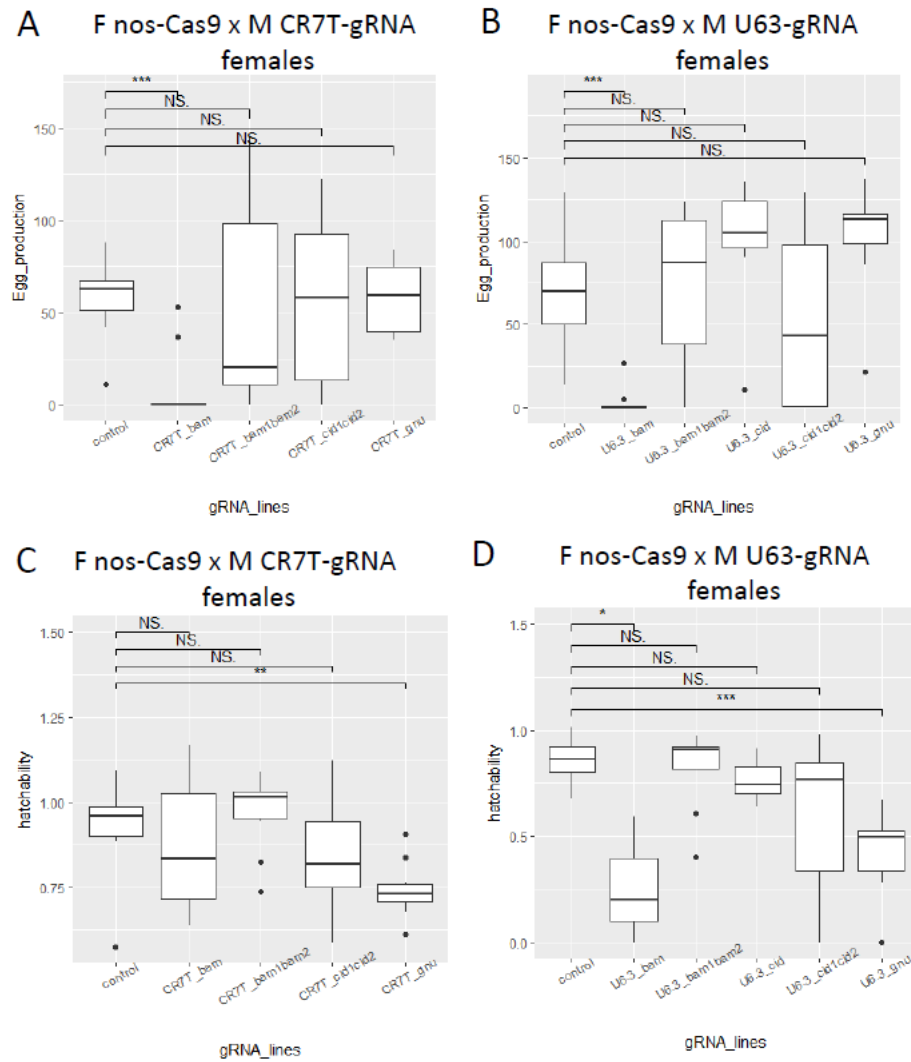 A
F nos-Cas9 x M CR7T-gRNA
females
***
NS.
NS.
NS.
150
100
50
0
Egg_production
control
CR7T_bam
CR7T_bam1bam2
CR7T_cid1cid2
CR7T_gnu
gRNA_lines
B
F nos-Cas9 x M U63-gRNA
females
***
NS.
NS.
NS.
NS.
150
100
50
0
Egg_production
control
U6.3_bam
U6.3_bam1bam2
U6.3_cid
U6.3_cid1cid2
U6.3_gnu
gRNA_lines
C
F nos-Cas9 x M CR7T-gRNA
females
NS.
NS.
NS.
**
1.50
1.25
1.00
0.75
hatchability
control
CR7T_bam
CR7T_bam1bam2
CR7T_cid1cid2
CR7T_gnu
gRNA_lines
D
F nos-Cas9 x M U63-gRNA
females
*
NS.
NS.
NS.
***
1.5
1.0
0.5
0.0
hatchability
control
U6.3_bam
U6.3_bam1bam2
U6.3_cid
U6.3_cid1cid2
U6.3_gnu
gRNA_lines